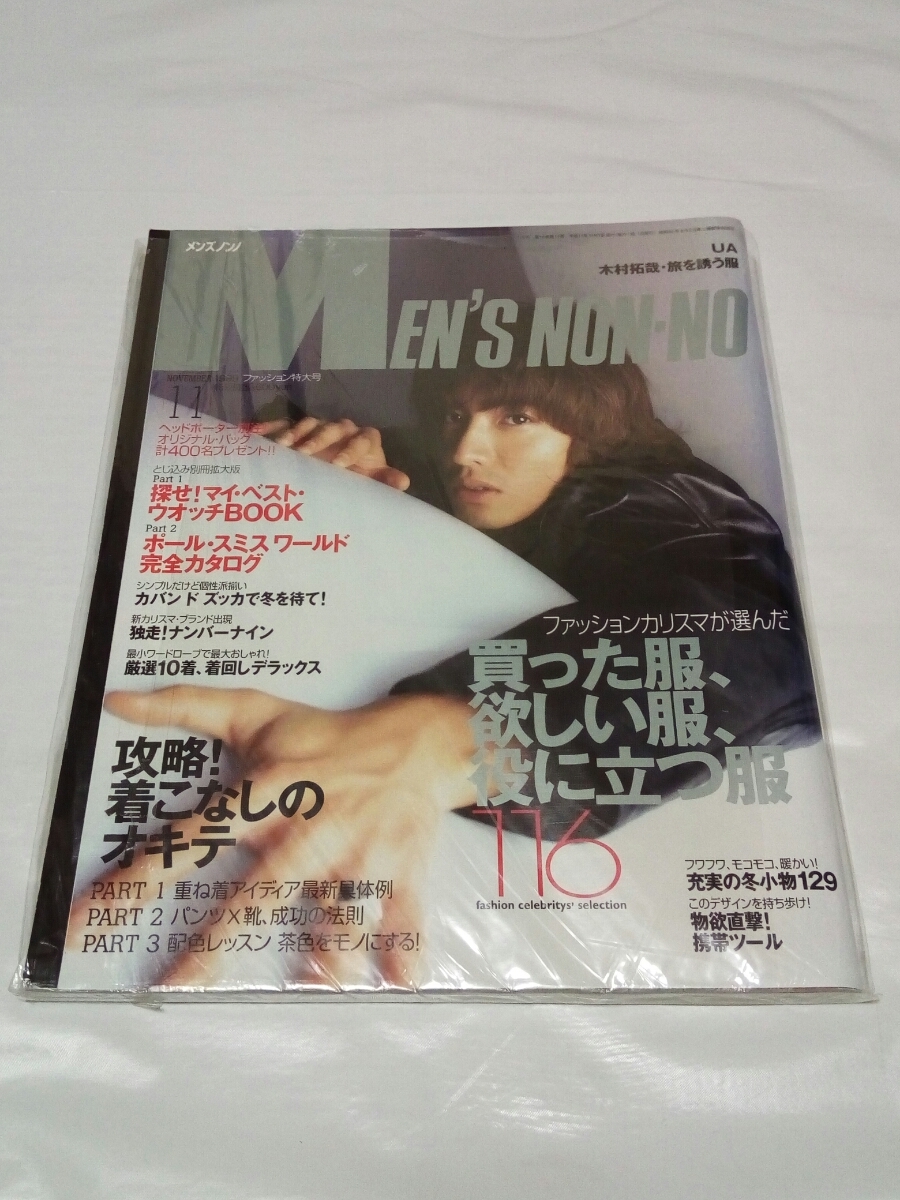 メンズノンノ
UA
木村拓哉・旅を誘う服
MEN'S NON-NO
NOVEMBER
ファッション特大号
11
ヘッドポーター
オリジナル・バッグ
計400名プレゼント!!
とじ込み別冊拡大版
Part 1
探せ!マイ・ベスト・
ウオッチBOOK
Part 2
ポール・スミス ワールド
完全カタログ
シンプルだけど個性派揃い
カバン ド ズッカで冬を待て!
新カリスマ・ブランド出現
独走!ナンバーナイン
最小ワードローブで最大おしゃれ!
厳選10着、着回しデラックス
ファッションカリスマが選んだ
買った服、
欲しい服、
役に立つ服
116
fashion celebritys' selection
攻略!
着こなしの
オキテ
PART 1 重ね着アイディア最新具体例
PART 2 パンツ×靴、成功の法則
PART 3 配色レッスン 茶色をモノにする!
フワフワ、モコモコ、暖かい!
充実の冬小物129
このデザインを持ち歩け!
物欲直撃!
携帯ツール